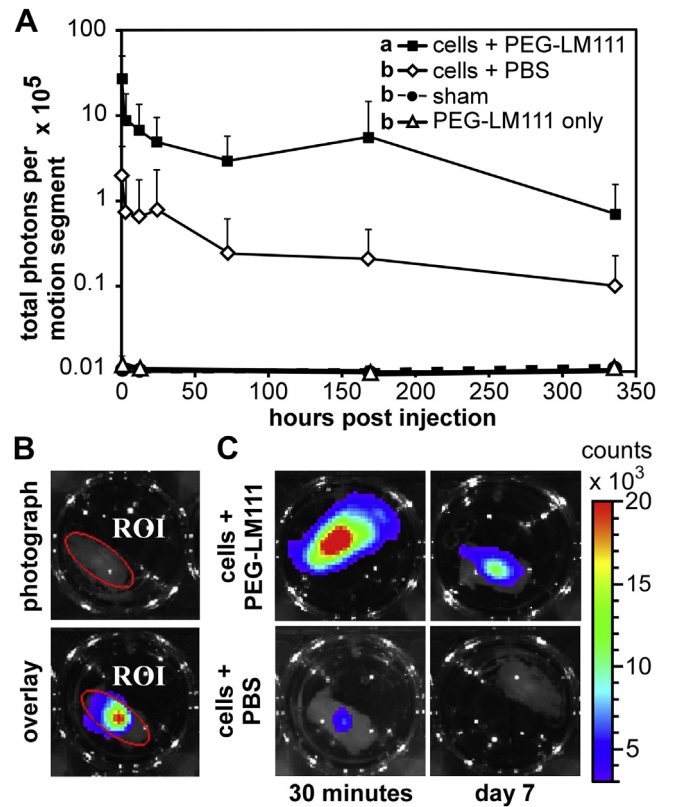 A
100
10
1
0.1
0.01
total photons per
motion segment
x 10⁵
a cells + PEG-LM111
b cells + PBS
b sham
b PEG-LM111 only
0 50 100 150 200 250 300 350
hours post injection
B
photograph
ROI
overlay
ROI
C
cells +
PEG-LM111
cells +
PBS
30 minutes
day 7
counts
x 10³
20
15
10
5